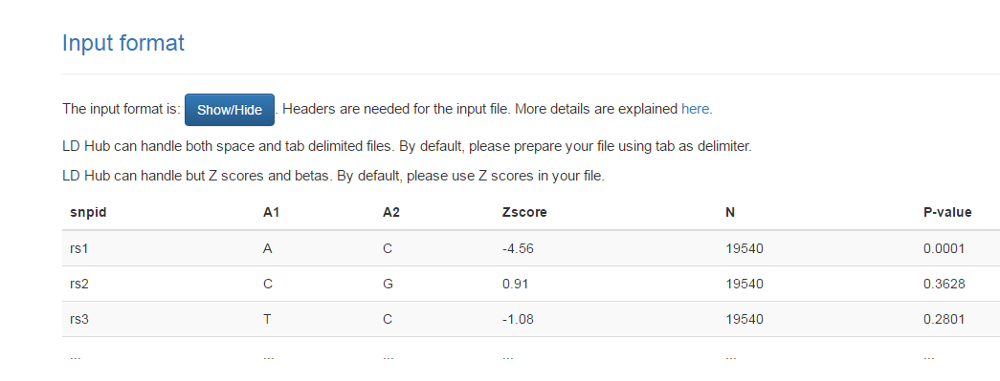 Input format
The input format is: Show/Hide . Headers are needed for the input file. More details are explained here.
LD Hub can handle both space and tab delimited files. By default, please prepare your file using tab as delimiter.
LD Hub can handle but Z scores and betas. By default, please use Z scores in your file.
snpid A1 A2 Zscore N P-value
rs1 A C -4.56 19540 0.0001
rs2 C G 0.91 19540 0.3628
rs3 T C -1.08 19540 0.2801
... ... ... ... ... ...